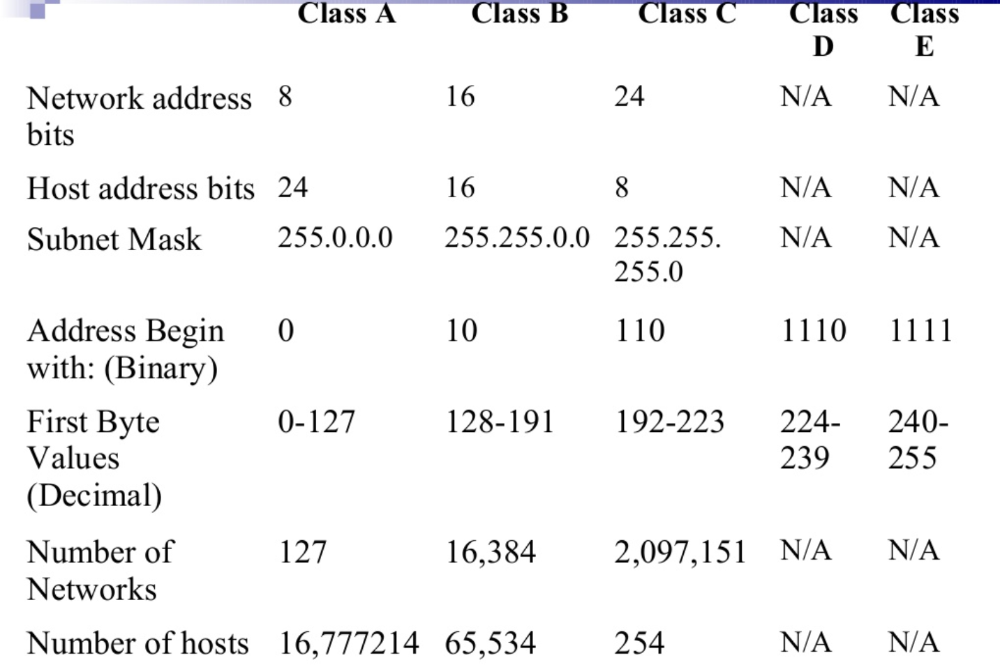 Class A Class B Class C Class Class
D E
Network address 8 16 24 N/A N/A
bits
Host address bits 24 16 8 N/A N/A
Subnet Mask 255.0.0.0 255.255.0.0 255.255. N/A N/A
255.0
Address Begin 0 10 110 1110 1111
with: (Binary)
First Byte 0-127 128-191 192-223 224- 240-
Values 239 255
(Decimal)
Number of 127 16,384 2,097,151 N/A N/A
Networks
Number of hosts 16,777214 65,534 254 N/A N/A